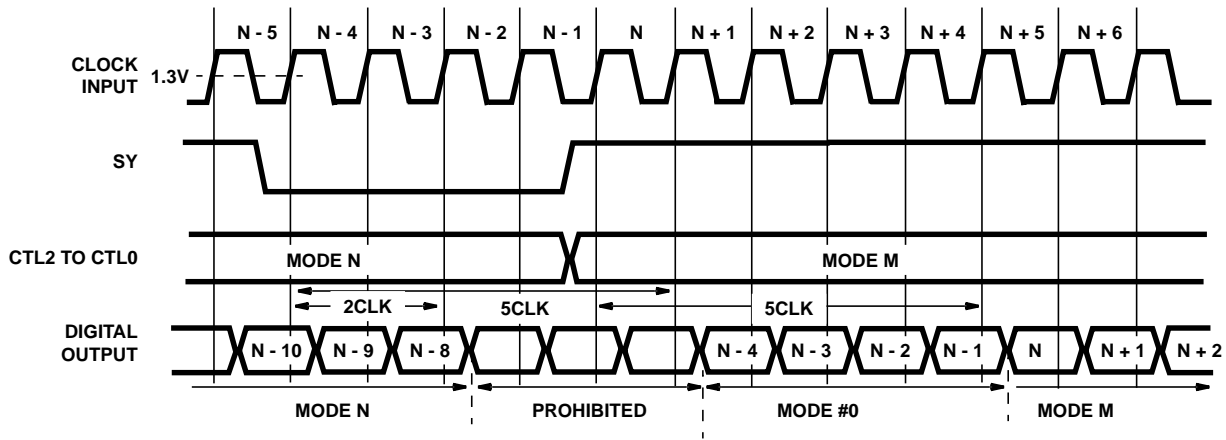 N - 5 N - 4 N - 3 N - 2 N - 1 N N + 1 N + 2 N + 3 N + 4 N + 5 N + 6
CLOCK
INPUT
1.3V
SY
CTL2 TO CTL0
MODE N MODE M
2CLK 5CLK 5CLK
DIGITAL
OUTPUT
N - 10 N - 9 N - 8 N - 4 N - 3 N - 2 N - 1 N N + 1 N + 2
MODE N PROHIBITED MODE #0 MODE M